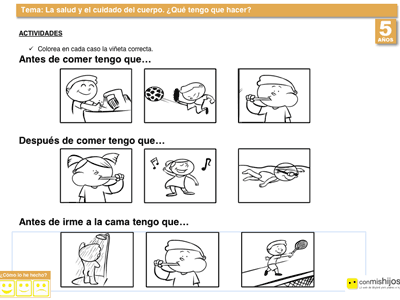 Tema: La salud y el cuidado del cuerpo. ¿Qué tengo que hacer?
5
AÑOS
ACTIVIDADES
✓ Colorea en cada caso la viñeta correcta.
Antes de comer tengo que…
Después de comer tengo que…
Antes de irme a la cama tengo que…
¿Cómo lo he hecho?
conmishijos